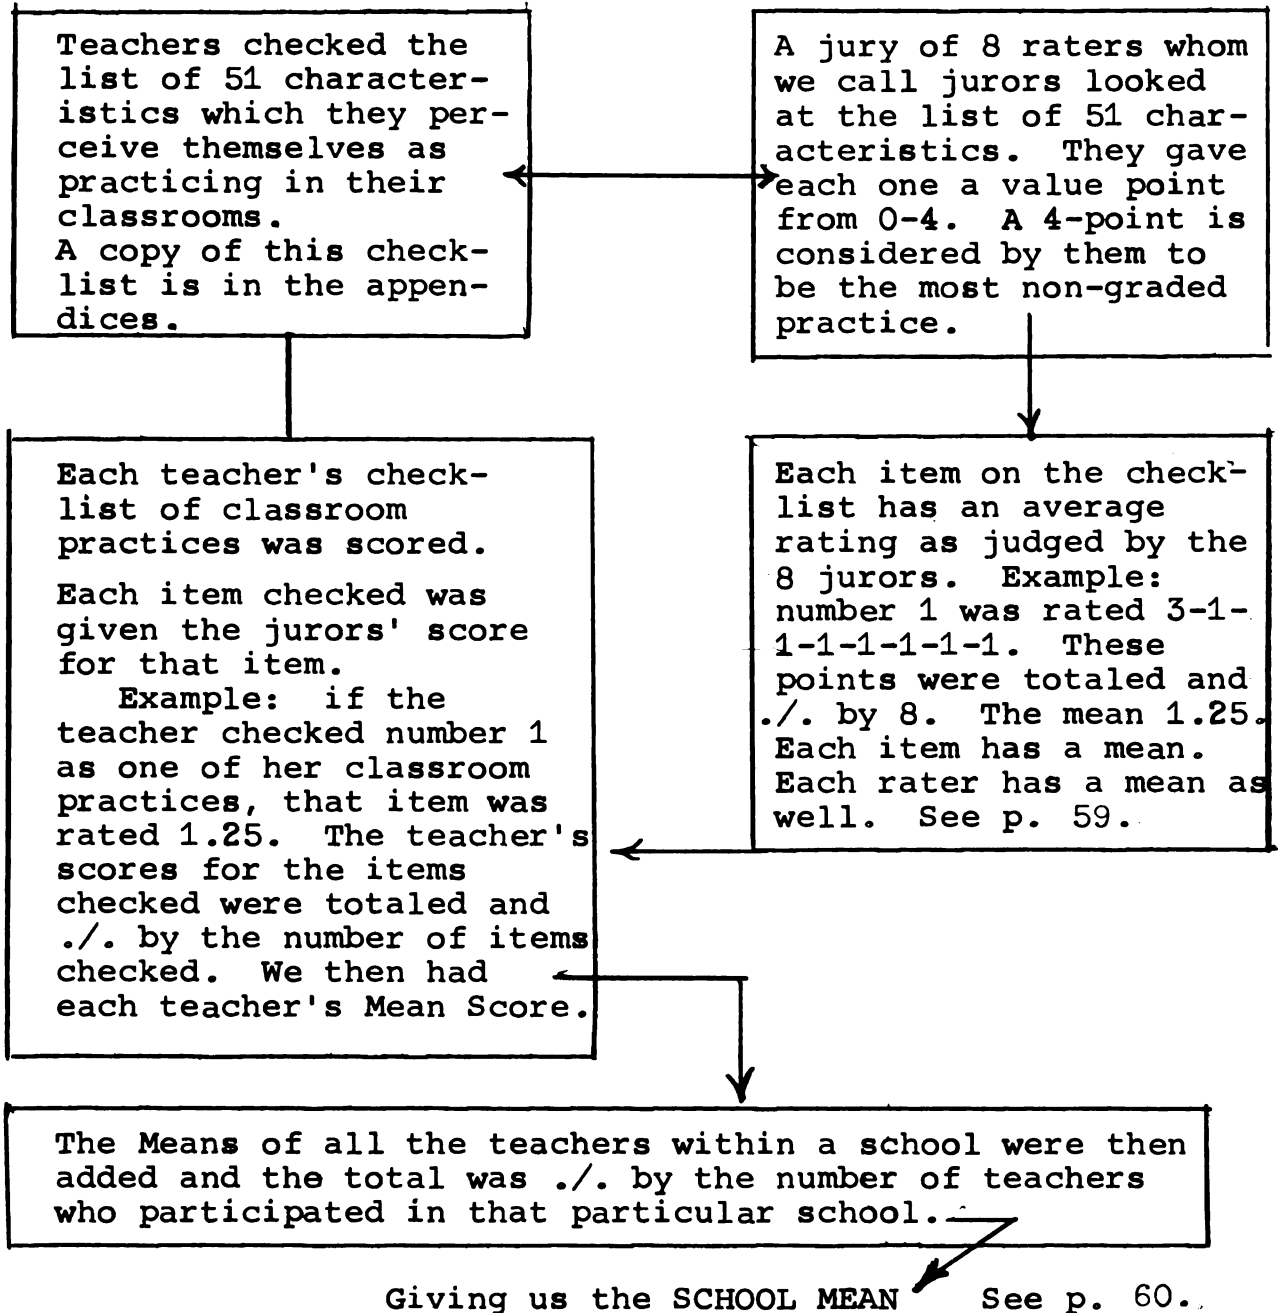 Teachers checked the
list of 51 character-
istics which they per-
ceive themselves as
practicing in their
classrooms.
A copy of this check-
list is in the appen-
dices.
A jury of 8 raters whom
we call jurors looked
at the list of 51 char-
acteristics. They gave
each one a value point
from 0-4. A 4-point is
considered by them to
be the most non-graded
practice.
Each teacher's check-
list of classroom
practices was scored.
Each item checked was
given the jurors' score
for that item.
Example: if the
teacher checked number 1
as one of her classroom
practices, that item was
rated 1.25. The teacher's
scores for the items
checked were totaled and
./. by the number of items
checked. We then had
each teacher's Mean Score.
Each item on the check-
list has an average
rating as judged by the
8 jurors. Example:
number 1 was rated 3-1-
1-1-1-1-1-1. These
points were totaled and
./. by 8. The mean 1.25.
Each item has a mean.
Each rater has a mean as
well. See p. 59.
The Means of all the teachers within a school were then
added and the total was ./. by the number of teachers
who participated in that particular school.
Giving us the SCHOOL MEAN See p. 60.